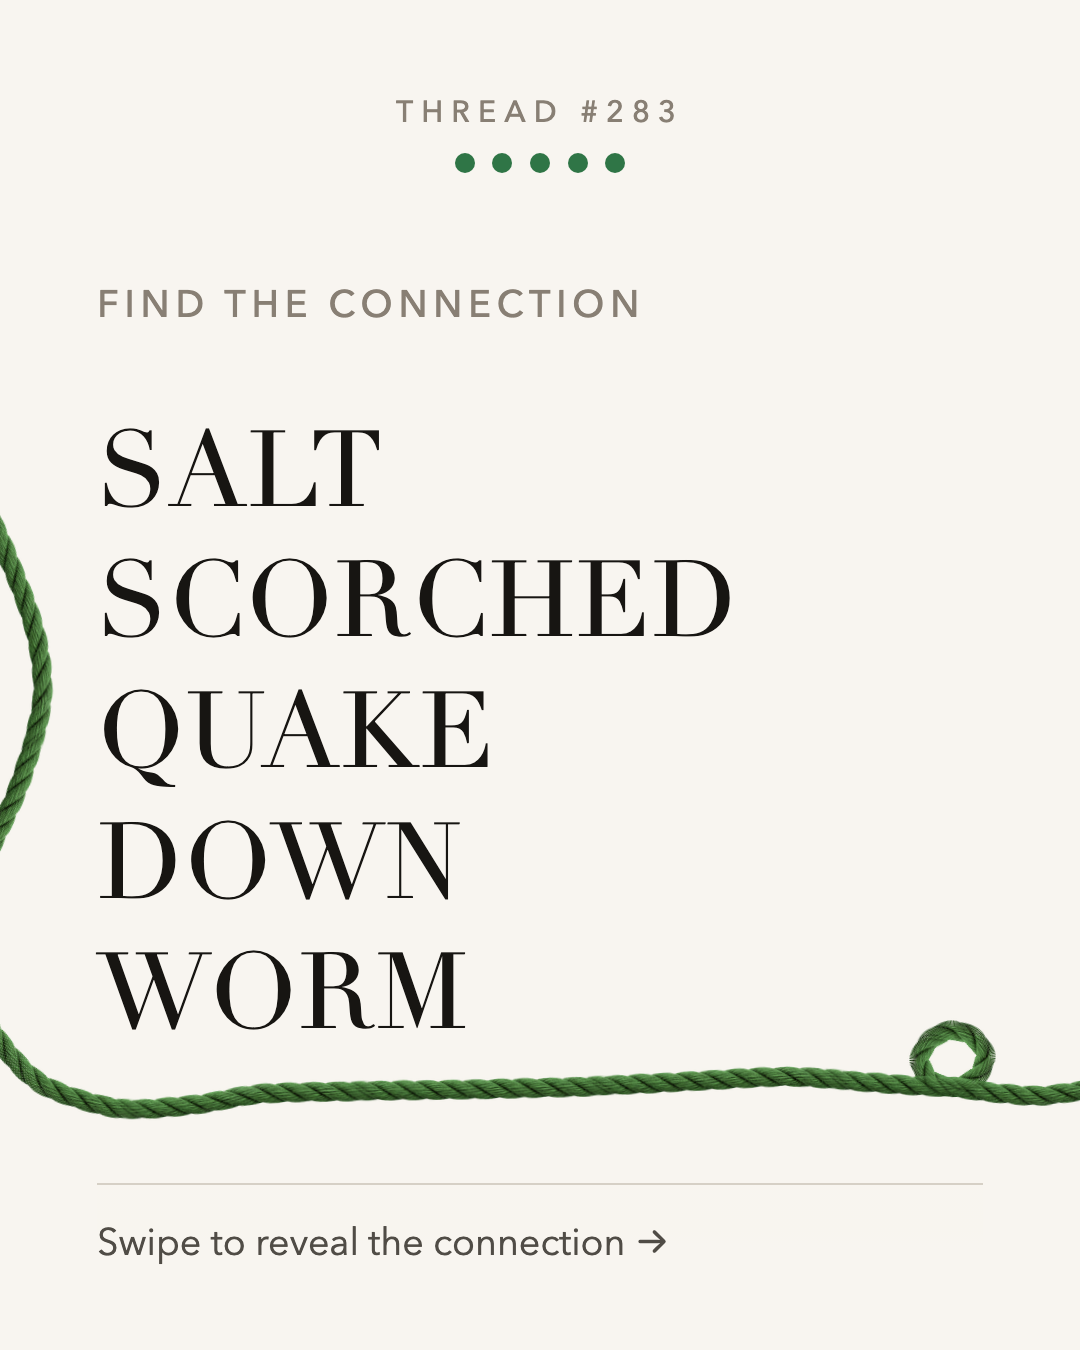 THREAD #283
FIND THE CONNECTION
SALT
SCORCHED
QUAKE
DOWN
WORM
Swipe to reveal the connection →